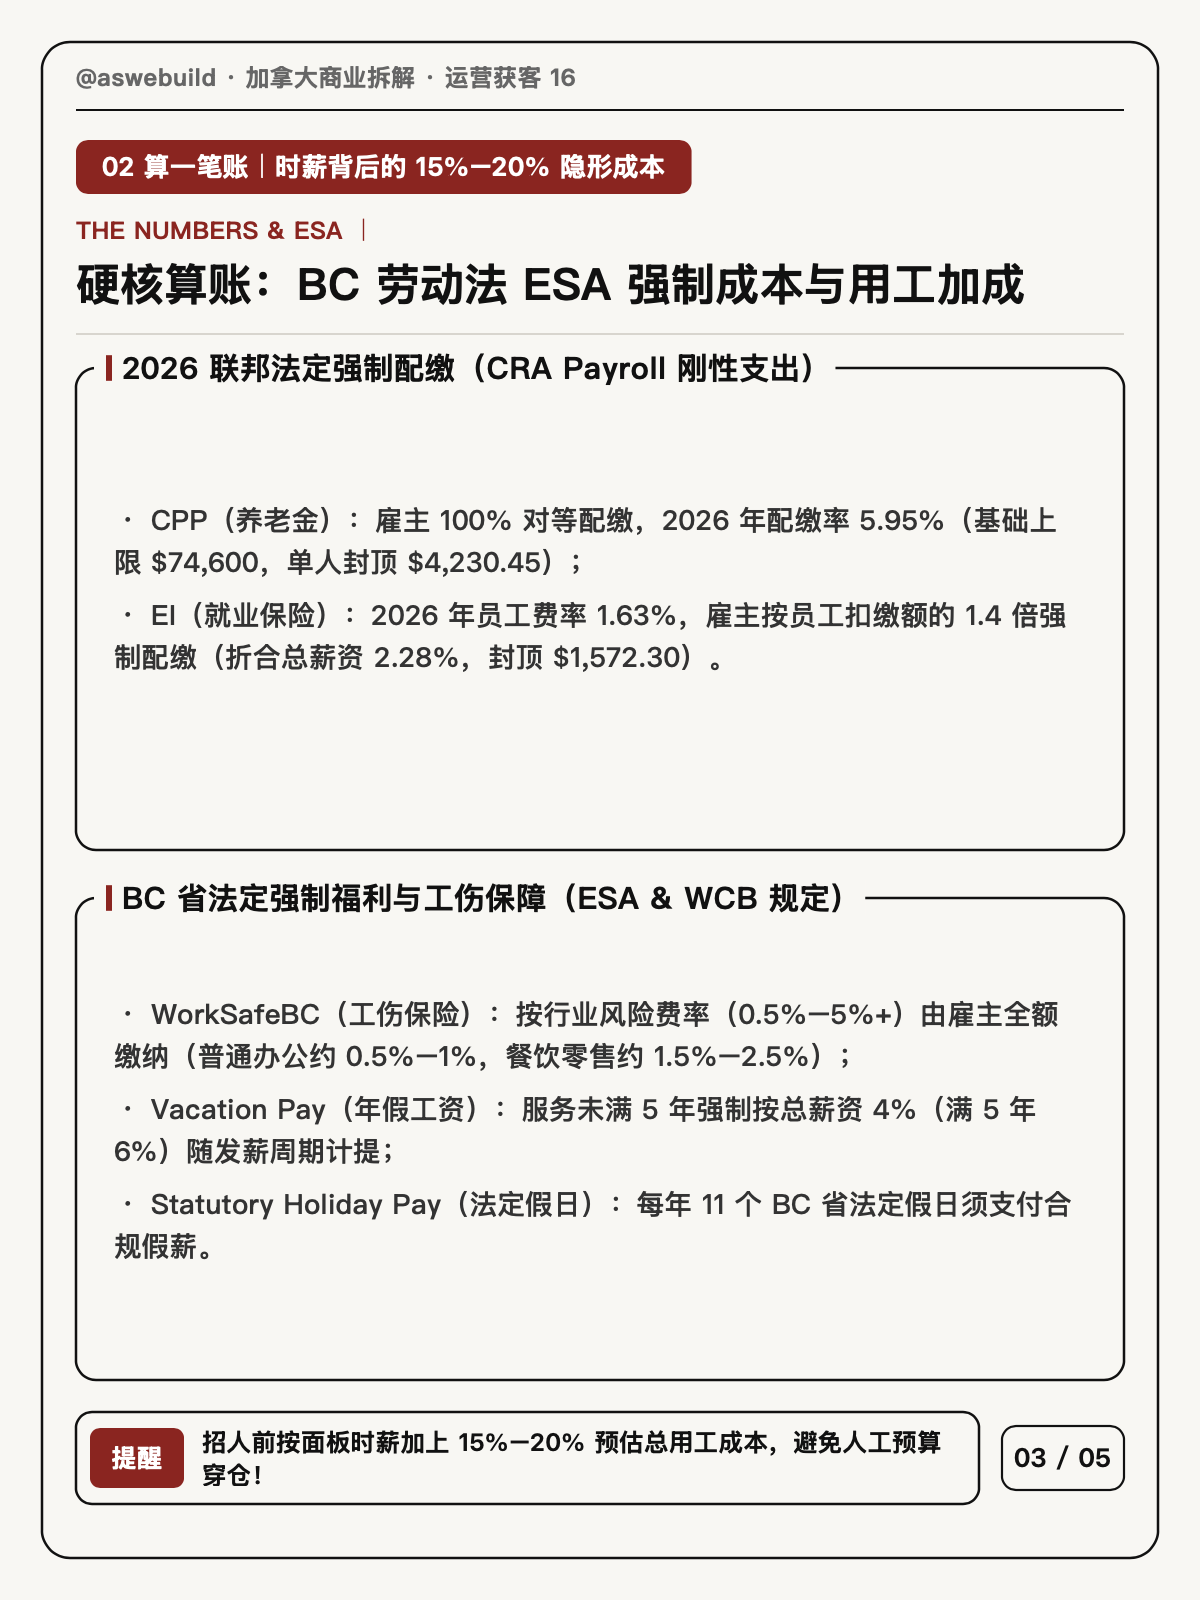 @aswebuild · 加拿大商业拆解 · 运营获客 16
02 算一笔账｜时薪背后的 15%—20% 隐形成本
THE NUMBERS & ESA ｜
硬核算账：BC 劳动法 ESA 强制成本与用工加成
2026 联邦法定强制配缴（CRA Payroll 刚性支出）
· CPP（养老金）：雇主 100% 对等配缴，2026 年配缴率 5.95%（基础上
限 $74,600，单人封顶 $4,230.45）；
· EI（就业保险）：2026 年员工费率 1.63%，雇主按员工扣缴额的 1.4 倍强
制配缴（折合总薪资 2.28%，封顶 $1,572.30）。
BC 省法定强制福利与工伤保障（ESA & WCB 规定）
· WorkSafeBC（工伤保险）：按行业风险费率（0.5%—5%+）由雇主全额
缴纳（普通办公约 0.5%—1%，餐饮零售约 1.5%—2.5%）；
· Vacation Pay（年假工资）：服务未满 5 年强制按总薪资 4%（满 5 年
6%）随发薪周期计提；
· Statutory Holiday Pay（法定假日）：每年 11 个 BC 省法定假日须支付合
规假薪。
提醒
招人前按面板时薪加上 15%—20% 预估总用工成本，避免人工预算
穿仓！
03 / 05